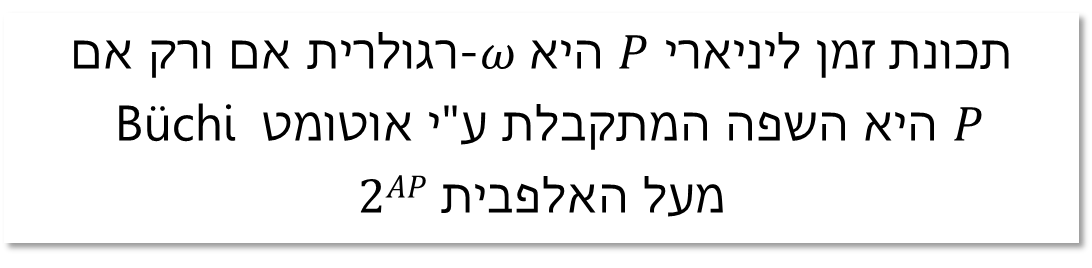 תכונת זמן ליניארי 𝑃 היא 𝜔-רגולרית אם ורק אם
𝑃 היא השפה המתקבלת ע"י אוטומט Büchi
מעל האלפבית 2^{𝐴𝑃}